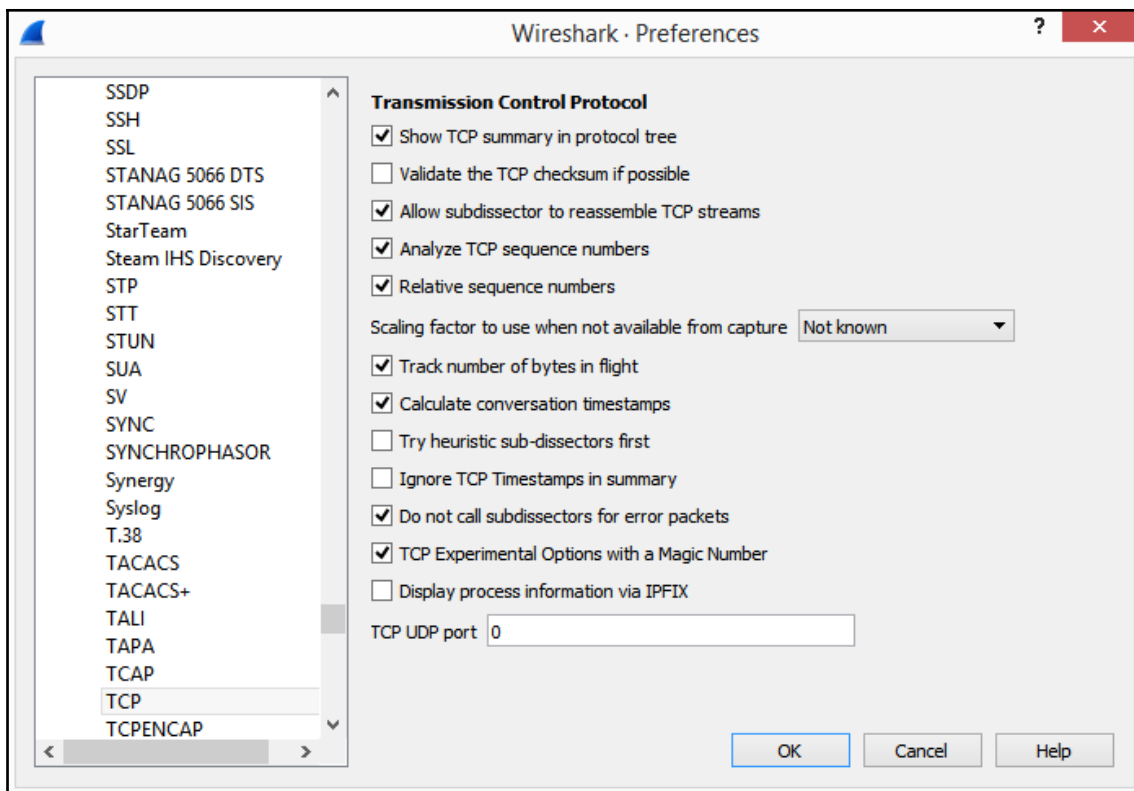 Wireshark · Preferences
?
SSDP
SSH
SSL
STANAG 5066 DTS
STANAG 5066 SIS
StarTeam
Steam IHS Discovery
STP
STT
STUN
SUA
SV
SYNC
SYNCHROPHASOR
Synergy
Syslog
T.38
TACACS
TACACS+
TALI
TAPA
TCAP
TCP
TCPENCAP
Transmission Control Protocol
Show TCP summary in protocol tree
Validate the TCP checksum if possible
Allow subdissector to reassemble TCP streams
Analyze TCP sequence numbers
Relative sequence numbers
Scaling factor to use when not available from capture Not known
Track number of bytes in flight
Calculate conversation timestamps
Try heuristic sub-dissectors first
Ignore TCP Timestamps in summary
Do not call subdissectors for error packets
TCP Experimental Options with a Magic Number
Display process information via IPFIX
TCP UDP port 0
OK Cancel Help